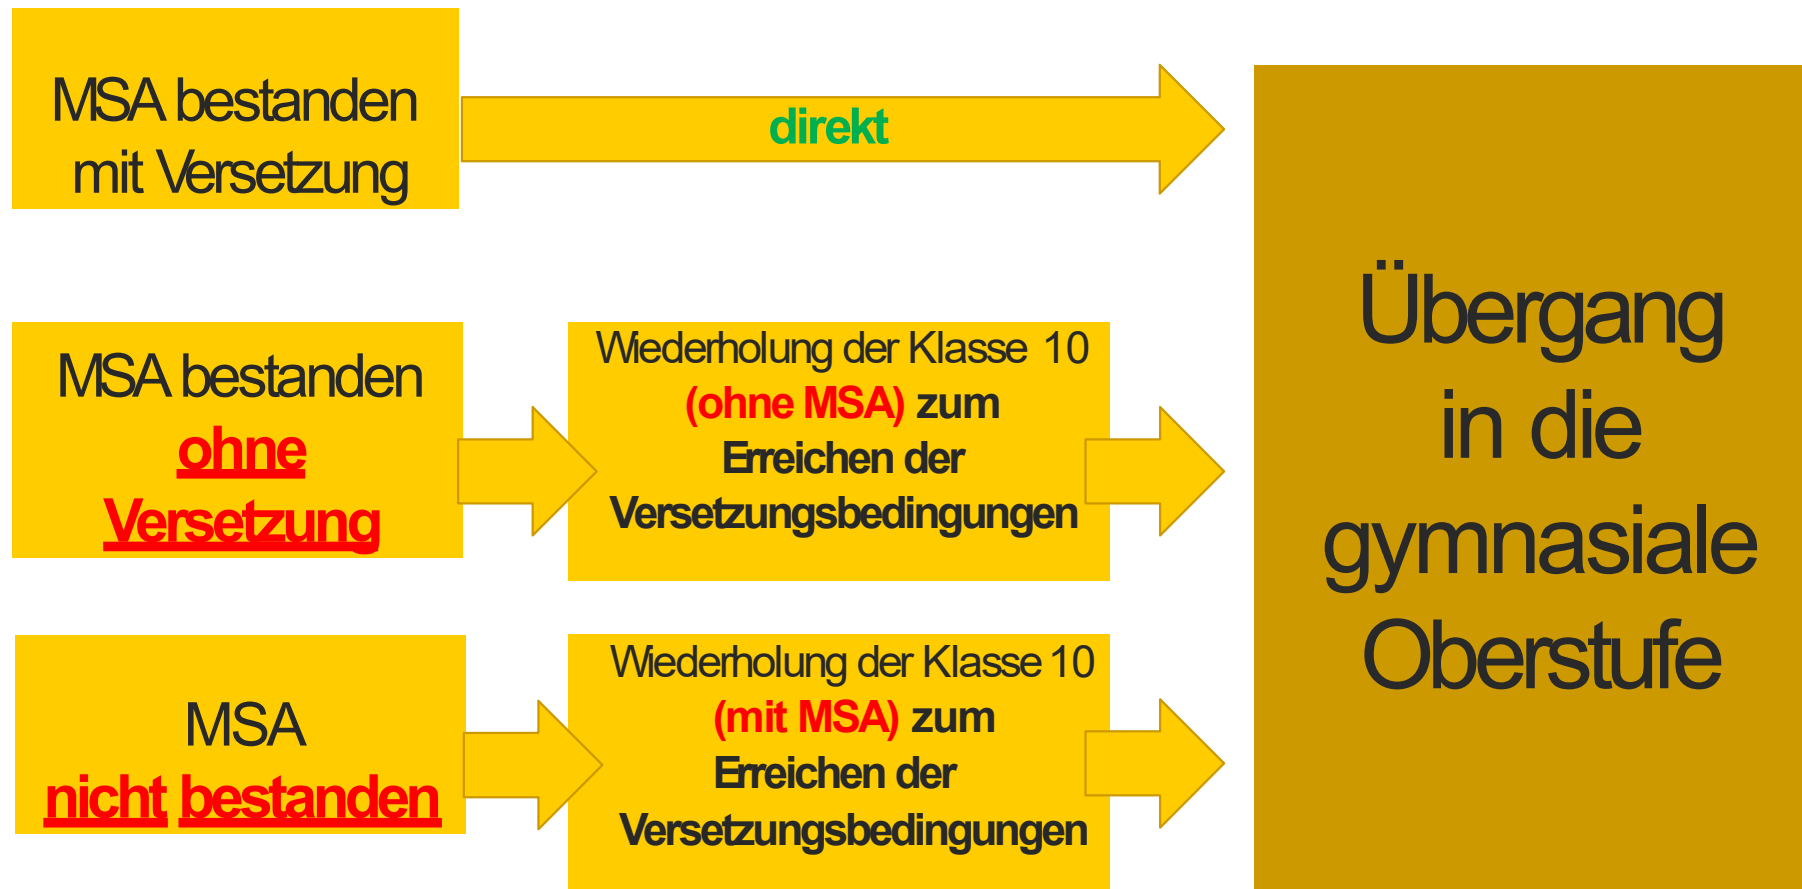 MSA bestanden
mit Versetzung
direkt
MSA bestanden
ohne
Versetzung
Wiederholung der Klasse 10
(ohne MSA) zum
Erreichen der
Versetzungsbedingungen
MSA
nicht bestanden
Wiederholung der Klasse 10
(mit MSA) zum
Erreichen der
Versetzungsbedingungen
Übergang
in die
gymnasiale
Oberstufe